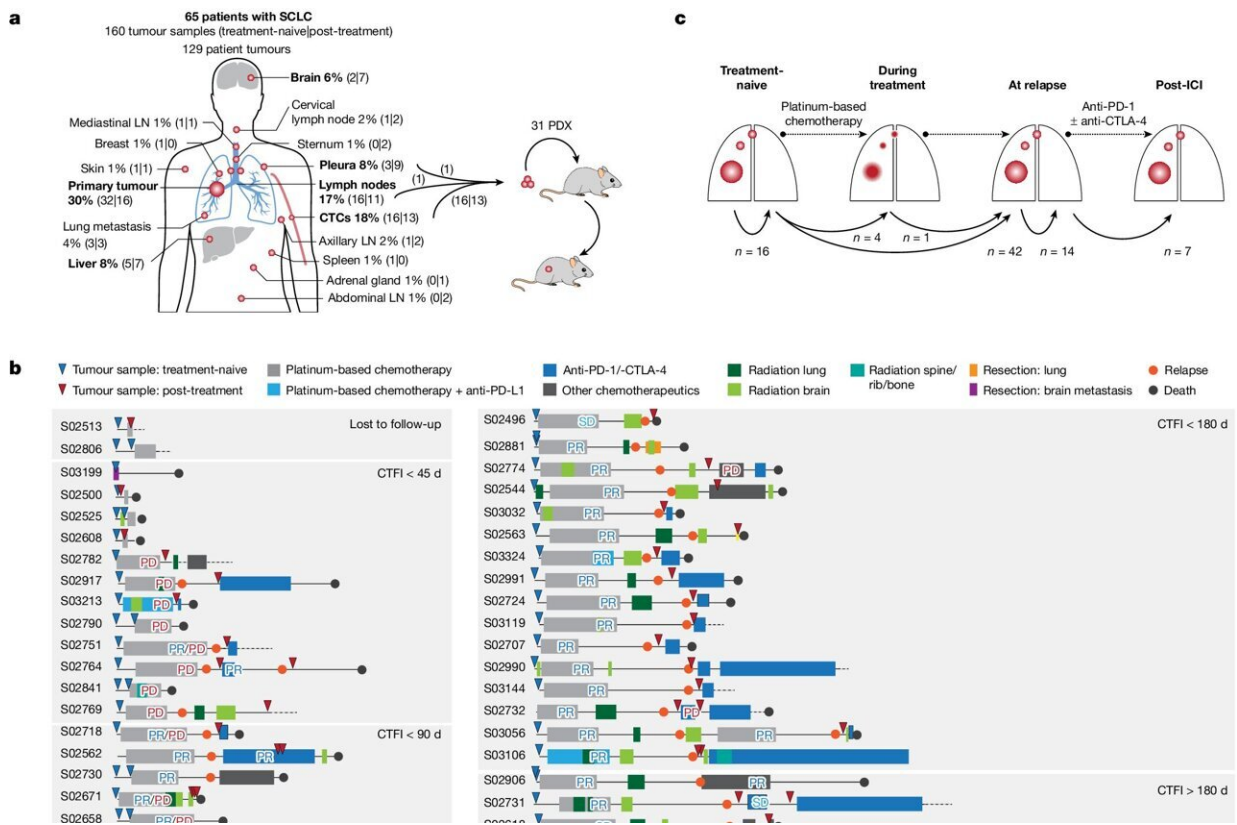 a
65 patients with SCLC
160 tumour samples (treatment-naive|post-treatment)
129 patient tumours
Brain 6% (2|7)
Cervical
lymph node 2% (1|2)
Mediastinal LN 1% (1|1)
Sternum 1% (0|2)
Breast 1% (1|0)
Pleura 8% (3|9)
Skin 1% (1|1)
Primary tumour
30% (32|16)
Lymph nodes
17% (16|11)
CTCs 18% (16|13)
Lung metastasis
4% (3|3)
Axillary LN 2% (1|2)
Liver 8% (5|7)
Spleen 1% (1|0)
Adrenal gland 1% (0|1)
Abdominal LN 1% (0|2)
(1)
(1)
(16|13)
31 PDX
c
Treatment-
naive
During
treatment
At relapse
Post-ICI
Platinum-based
chemotherapy
Anti-PD-1
± anti-CTLA-4
n = 16
n = 4
n = 1
n = 42
n = 14
n = 7
b
Tumour sample: treatment-naive
Tumour sample: post-treatment
Platinum-based chemotherapy
Platinum-based chemotherapy + anti-PD-L1
Anti-PD-1/-CTLA-4
Other chemotherapeutics
Radiation lung
Radiation brain
Radiation spine/
rib/bone
Resection: lung
Resection: brain metastasis
Relapse
Death
Lost to follow-up
S02513
S02806
CTFI < 45 d
S03199
S02500
S02525
S02608
S02782 PD
S02917 PD
S03213 PD
S02790 PD
S02751 PR/PD
S02764 PD PR
S02841 PD
S02769 PD
CTFI < 90 d
S02718 PR/PD
S02562 PR PR
S02730 PR
S02671 PR/PD
S02658 PR/PD
CTFI < 180 d
S02496 SD
S02881 PR
S02774 PR PD
S02544 PR
S03032 PR
S02563 PR
S03324 PR
S02991 PR
S02724 PR
S03119 PR
S02707 PR
S02990 PR
S03144 PR
S02732 PR PD
S03056 PR PR
S03106 PR
CTFI > 180 d
S02906 PR PR
S02731 PR SD